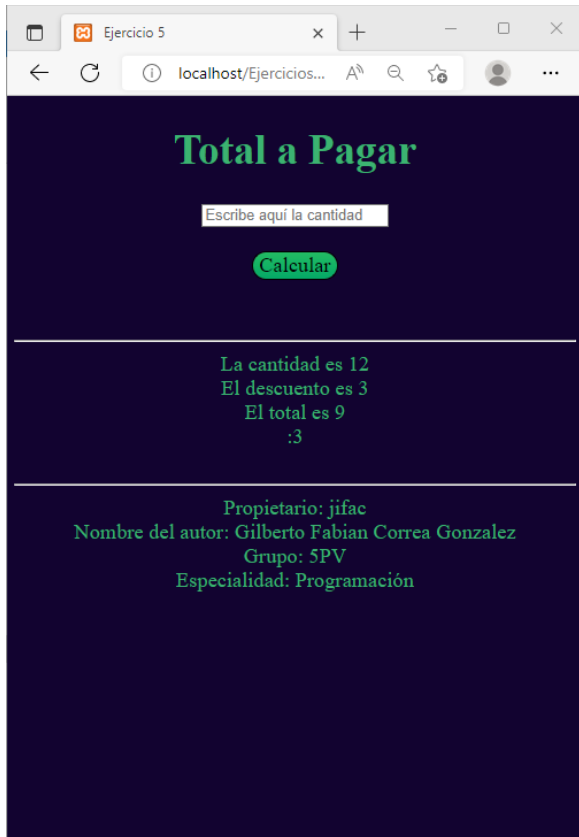 Ejercicio 5
localhost/Ejercicios...
Total a Pagar
Escribe aquí la cantidad
Calcular
La cantidad es 12
El descuento es 3
El total es 9
:3
Propietario: jifac
Nombre del autor: Gilberto Fabian Correa Gonzalez
Grupo: 5PV
Especialidad: Programación